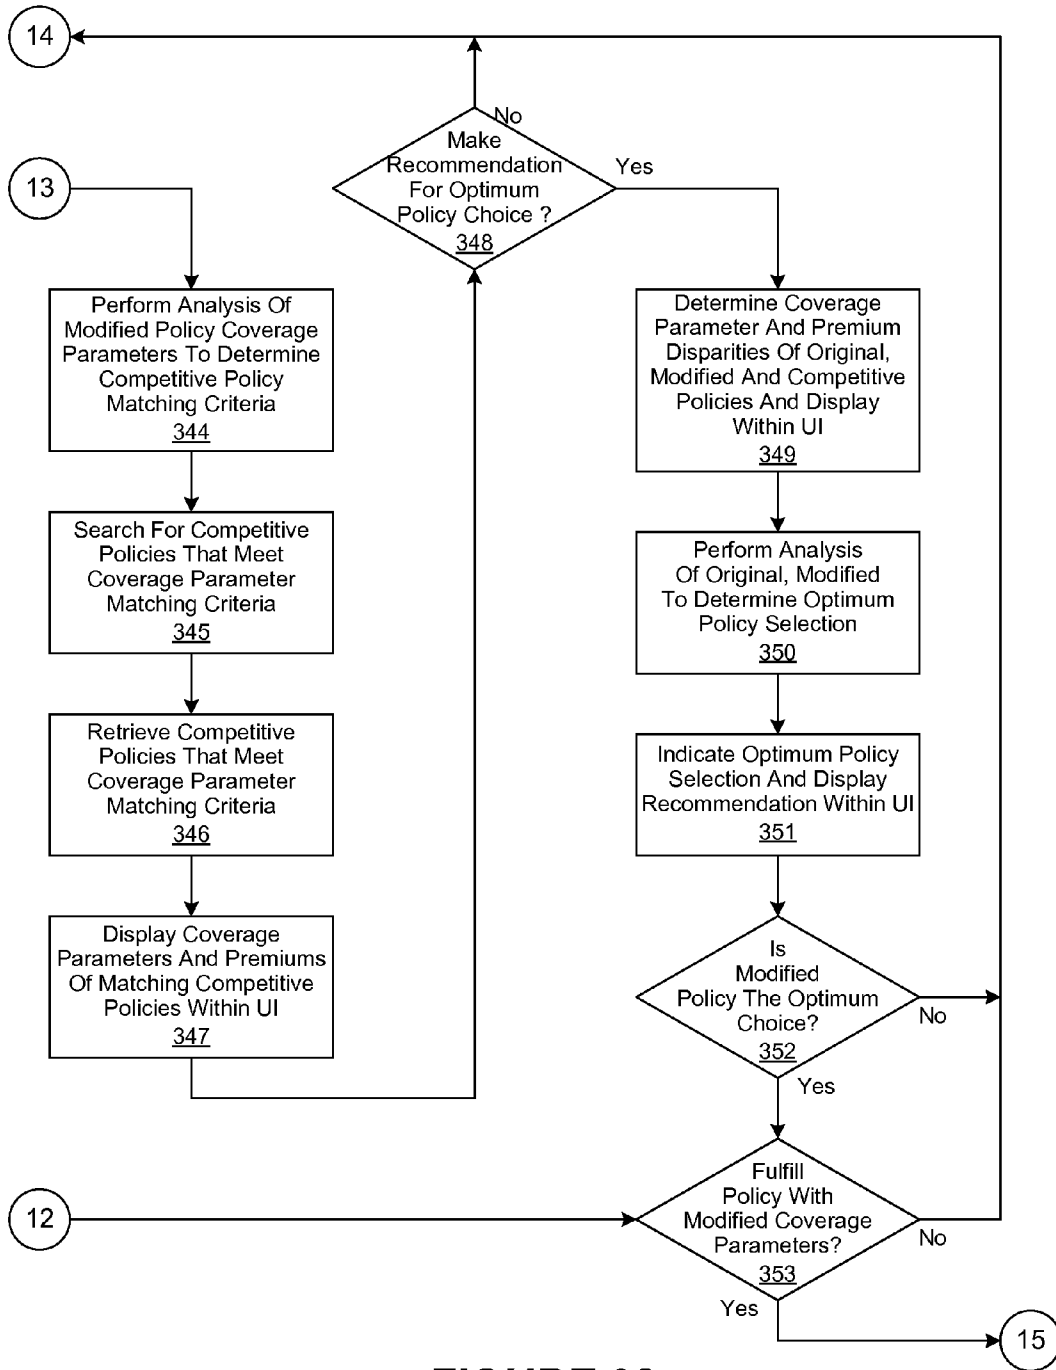 14
No
Make
Recommendation
For Optimum
Policy Choice ?
348
Yes
13
Perform Analysis Of
Modified Policy Coverage
Parameters To Determine
Competitive Policy
Matching Criteria
344
Search For Competitive
Policies That Meet
Coverage Parameter
Matching Criteria
345
Retrieve Competitive
Policies That Meet
Coverage Parameter
Matching Criteria
346
Display Coverage
Parameters And Premiums
Of Matching Competitive
Policies Within UI
347
Determine Coverage
Parameter And Premium
Disparities Of Original,
Modified And Competitive
Policies And Display
Within UI
349
Perform Analysis
Of Original, Modified
To Determine Optimum
Policy Selection
350
Indicate Optimum Policy
Selection And Display
Recommendation Within UI
351
Is
Modified
Policy The Optimum
Choice?
352
No
Yes
12
Fulfill
Policy With
Modified Coverage
Parameters?
353
No
Yes
15